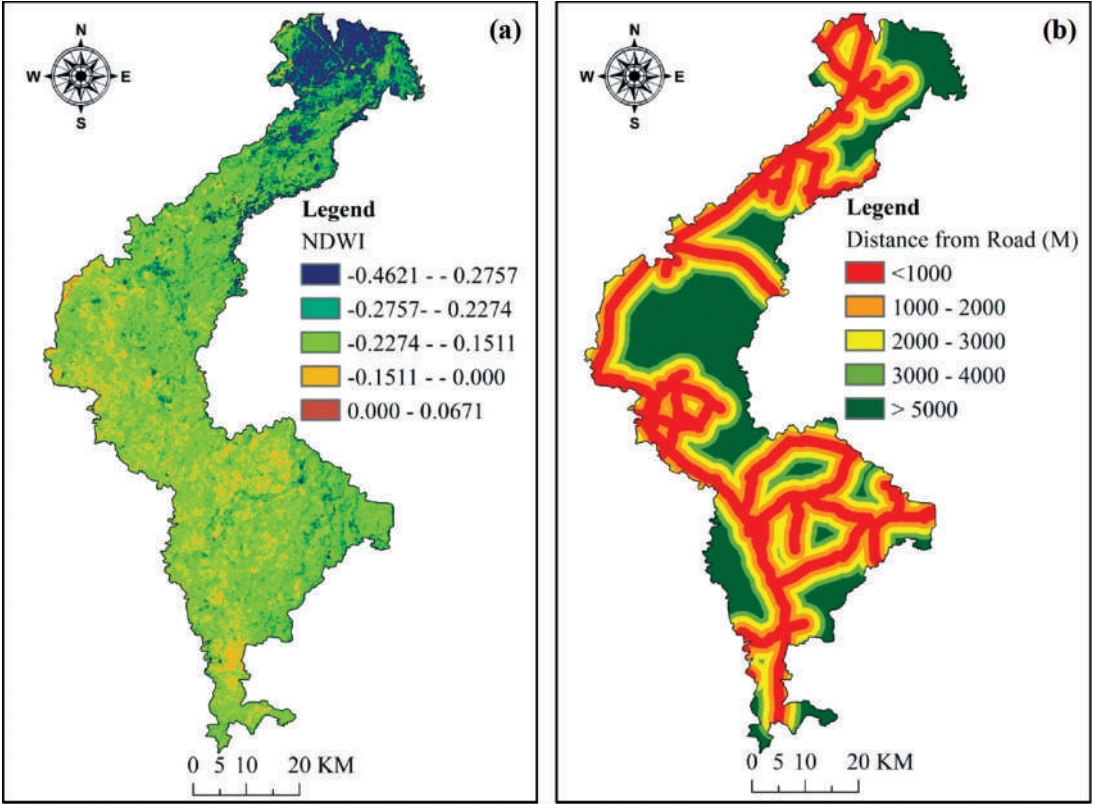 (a)
N
W E
S
Legend
NDWI
-0.4621 - - 0.2757
-0.2757- - 0.2274
-0.2274 - - 0.1511
-0.1511 - - 0.000
0.000 - 0.0671
0 5 10 20 KM
(b)
N
W E
S
Legend
Distance from Road (M)
<1000
1000 - 2000
2000 - 3000
3000 - 4000
> 5000
0 5 10 20 KM